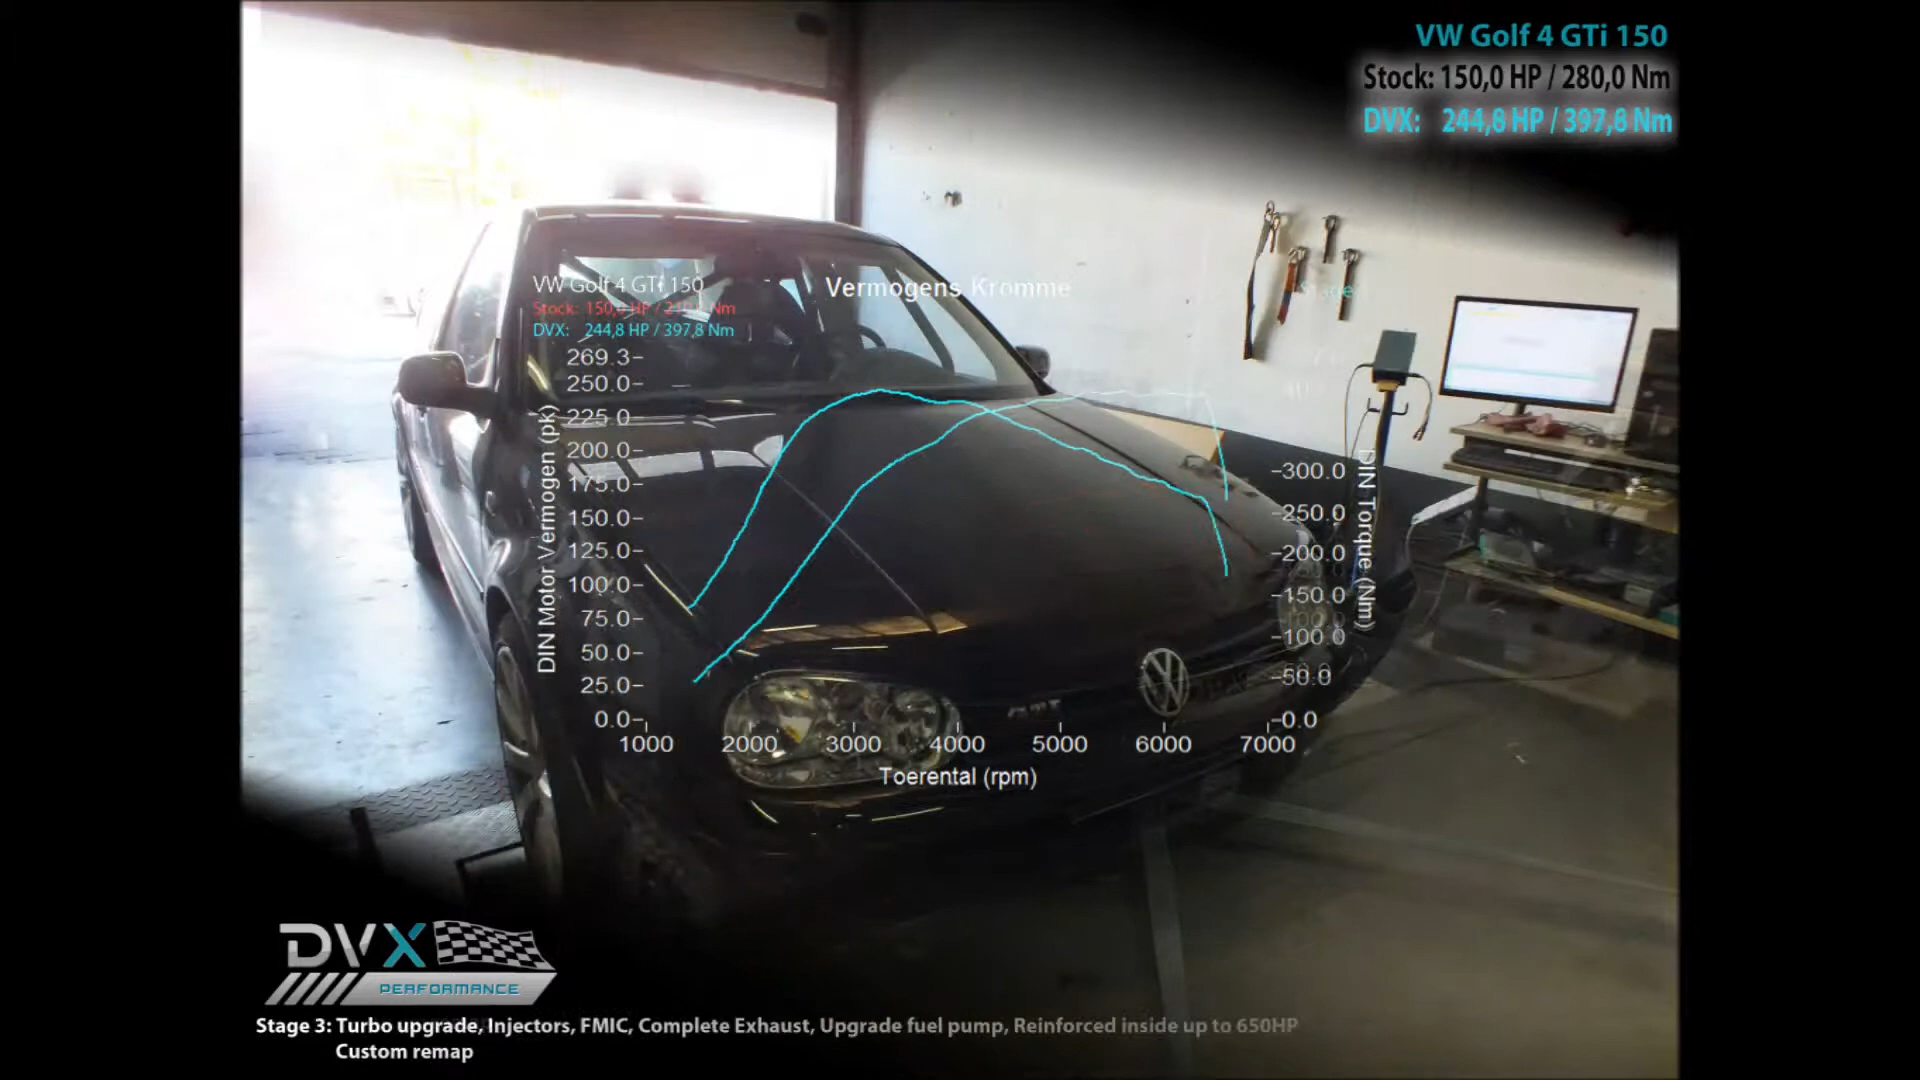 VW Golf 4 GTi 150
Stock: 150,0 HP / 280,0 Nm
DVX: 244,8 HP / 397,8 Nm
VW Golf 4 GTi 150
Vermogens Kromme
Stock: 150,0 HP / Nm
DVX: 244,8 HP / 397,8 Nm
269.3
250.0
225.0
200.0
175.0
150.0
125.0
100.0
75.0
50.0
25.0
0.0
DIN Motor Vermogen (pk)
300.0
250.0
200.0
150.0
100.0
50.0
0.0
DIN Torque (Nm)
1000 2000 3000 4000 5000 6000 7000
Toerental (rpm)
DVX
PERFORMANCE
Stage 3: Turbo upgrade, Injectors, FMIC, Complete Exhaust, Upgrade fuel pump, Reinforced inside up to 650HP
Custom remap